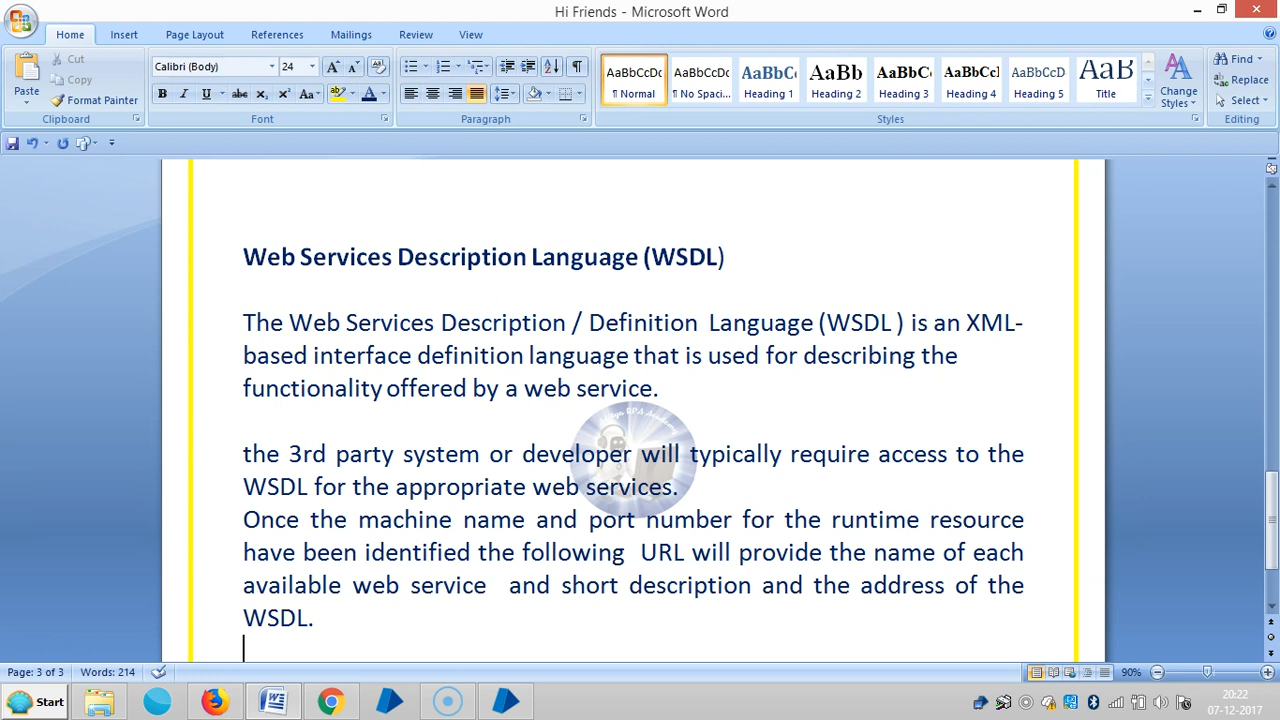 Hi Friends - Microsoft Word
Home Insert Page Layout References Mailings Review View
Paste
Cut
Copy
Format Painter
Clipboard
Calibri (Body) 24
B I U abc x₂ x² Aa
Font
Paragraph
AaBbCcDc AaBbCcDc AaBbC AaBb AaBbC AaBbCcI AaBbCcD AaB
¶ Normal ¶ No Spaci... Heading 1 Heading 2 Heading 3 Heading 4 Heading 5 Title
Change
Styles
Styles
Find
Replace
Select
Editing
Web Services Description Language (WSDL)
The Web Services Description / Definition Language (WSDL ) is an XML-
based interface definition language that is used for describing the
functionality offered by a web service.
the 3rd party system or developer will typically require access to the
WSDL for the appropriate web services.
Once the machine name and port number for the runtime resource
have been identified the following URL will provide the name of each
available web service and short description and the address of the
WSDL.
Page: 3 of 3 Words: 214 90%
Start 20:22
07-12-2017